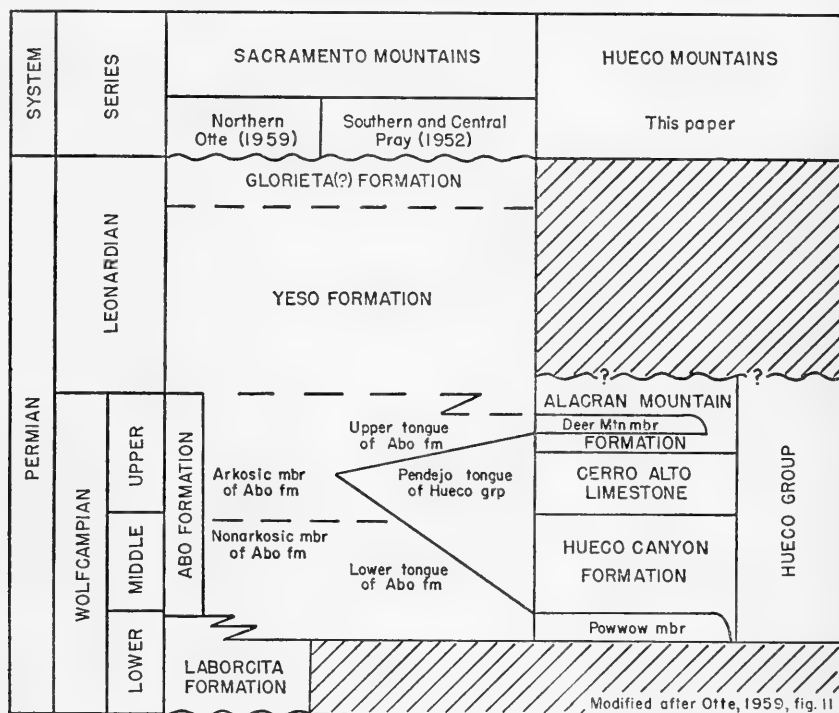 SYSTEM
SERIES
SACRAMENTO MOUNTAINS
HUECO MOUNTAINS
Northern
Otte (1959)
Southern and Central
Pray (1952)
This paper
PERMIAN
LEONARDIAN
GLORIETA(?) FORMATION
YESO FORMATION
?
?
WOLFCAMPIAN
UPPER
MIDDLE
LOWER
ABO FORMATION
Upper tongue
of Abo fm
Arkosic mbr
of Abo fm
Pendejo tongue
of Hueco grp
Nonarkosic mbr
of Abo fm
Lower tongue
of Abo fm
LABORCITA
FORMATION
ALACRAN MOUNTAIN
Deer Mtn mbr
FORMATION
CERRO ALTO
LIMESTONE
HUECO CANYON
FORMATION
Powwow mbr
HUECO GROUP
Modified after Otte, 1959, fig. 11